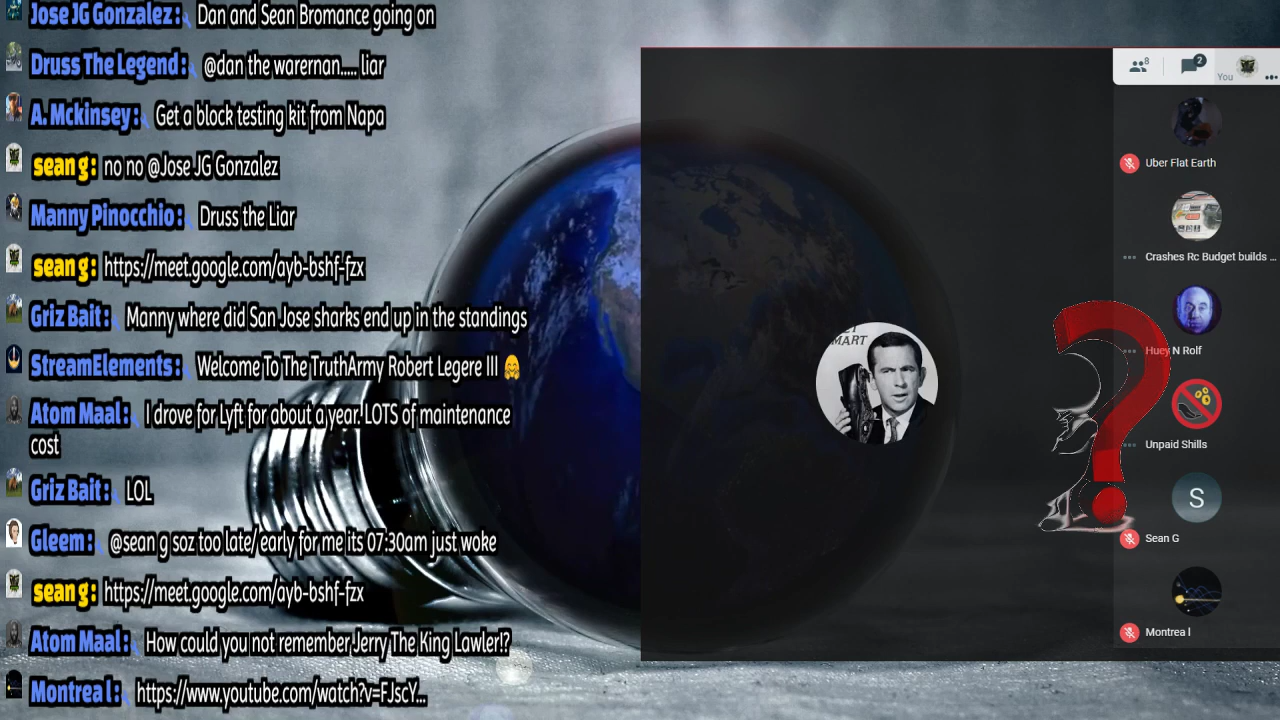 Jose JG Gonzalez: Dan and Sean Bromance going on
Druss The Legend: @dan the warernan..... liar
A. Mckinsey: Get a block testing kit from Napa
sean g: no no @Jose JG Gonzalez
Manny Pinocchio: Druss the Liar
sean g: https://meet.google.com/ayb-bshf-fzx
Griz Bait: Manny where did San Jose sharks end up in the standings
StreamElements: Welcome To The TruthArmy Robert Legere III 🤗
Atom Maal: I drove for Lyft for about a year. LOTS of maintenance
cost
Griz Bait: LOL
Gleem: @sean g soz too late/ early for me its 07:30am just woke
sean g: https://meet.google.com/ayb-bshf-fzx
Atom Maal: How could you not remember Jerry The King Lawler!?
Montrea l: https://www.youtube.com/watch?v=FJscY...
MART
8
2
You
Uber Flat Earth
Crashes Rc Budget builds ...
Huey N Rolf
?
Unpaid Shills
S
Sean G
Montrea l